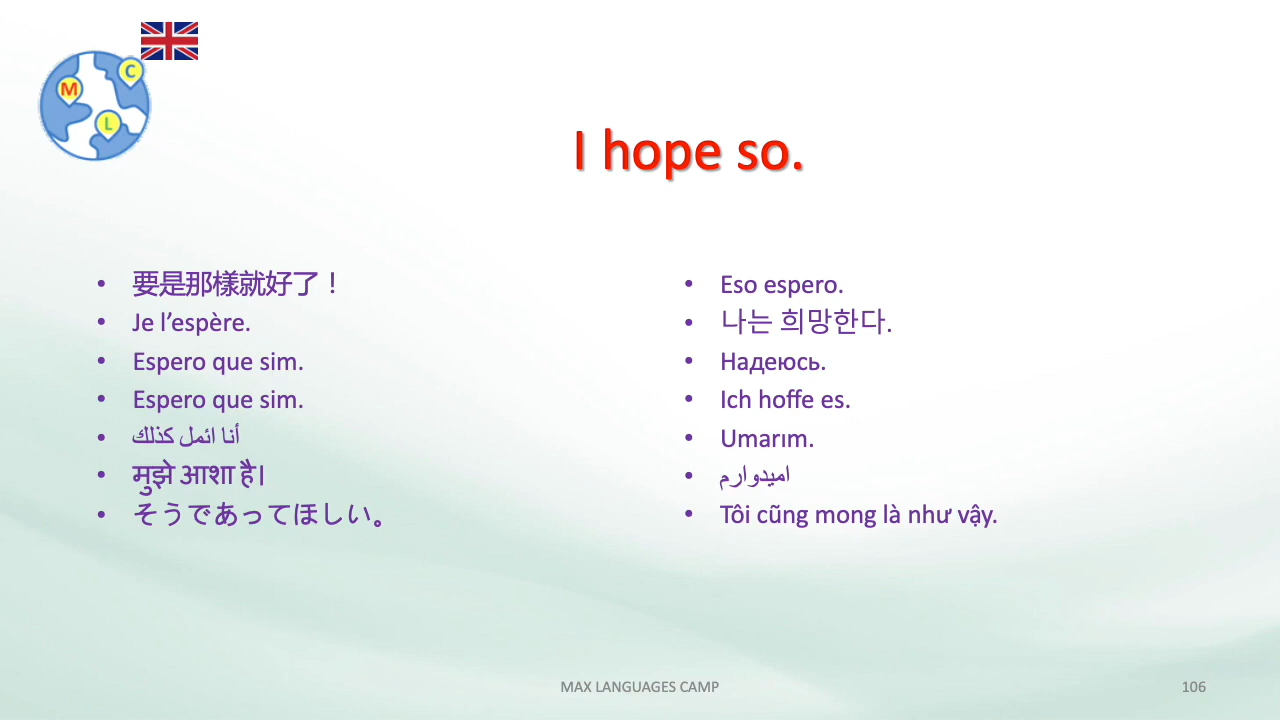 C
M
L
I hope so.
要是那樣就好了！
Je l’espère.
Espero que sim.
Espero que sim.
أنا ائمل كذلك
मुझे आशा है।
そうであってほしい。
Eso espero.
나는 희망한다.
Надеюсь.
Ich hoffe es.
Umarım.
امیدوارم
Tôi cũng mong là như vậy.
MAX LANGUAGES CAMP
106